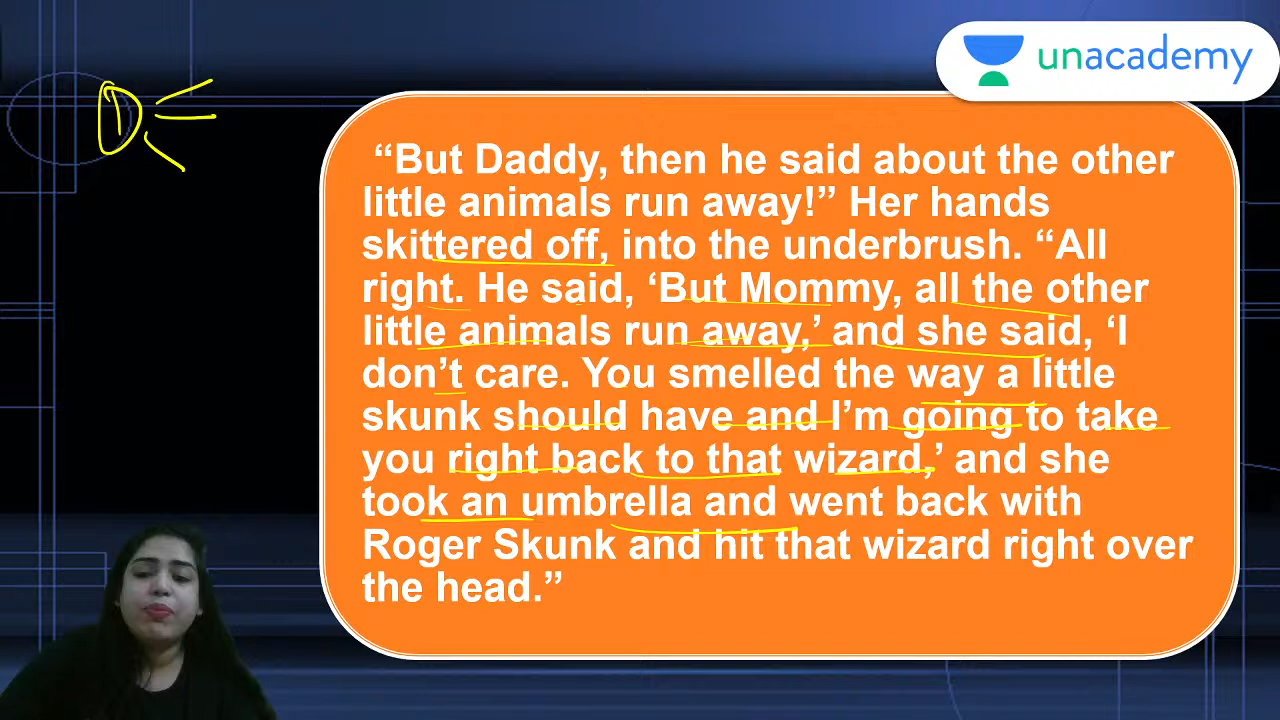 unacademy
“But Daddy, then he said about the other
little animals run away!” Her hands
skittered off, into the underbrush. “All
right. He said, ‘But Mommy, all the other
little animals run away,’ and she said, ‘I
don’t care. You smelled the way a little
skunk should have and I’m going to take
you right back to that wizard,’ and she
took an umbrella and went back with
Roger Skunk and hit that wizard right over
the head.”